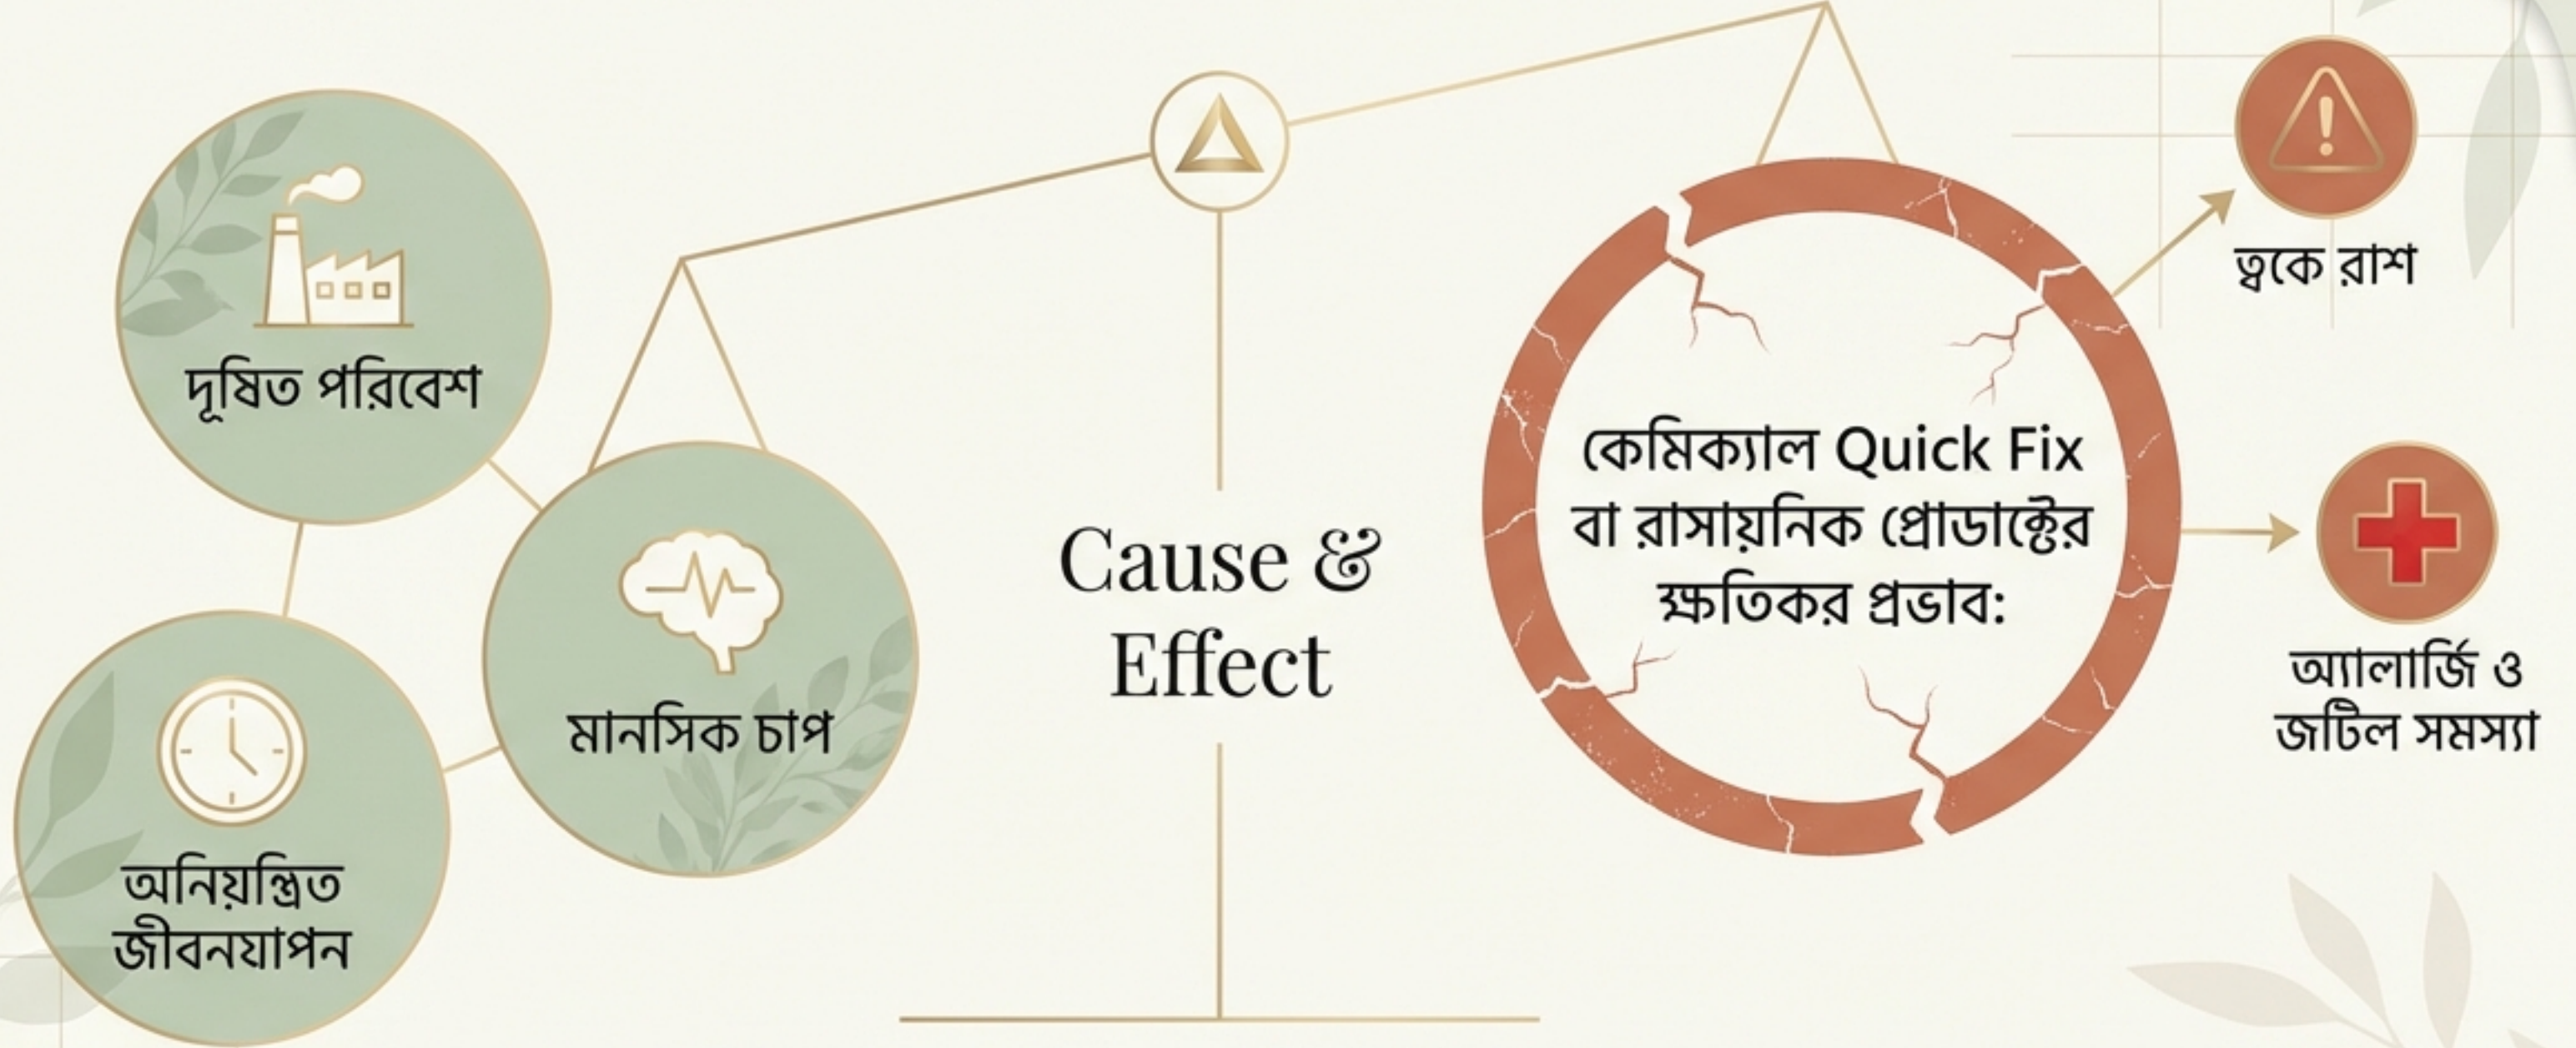 দূষিত পরিবেশ
মানসিক চাপ
অনিয়ন্ত্রিত
জীবনযাপন
Cause &
Effect
কেমিক্যাল Quick Fix
বা রাসায়নিক প্রোডাক্টের
ক্ষতিকর প্রভাব:
ত্বকে রাশ
অ্যালার্জি ও
জটিল সমস্যা